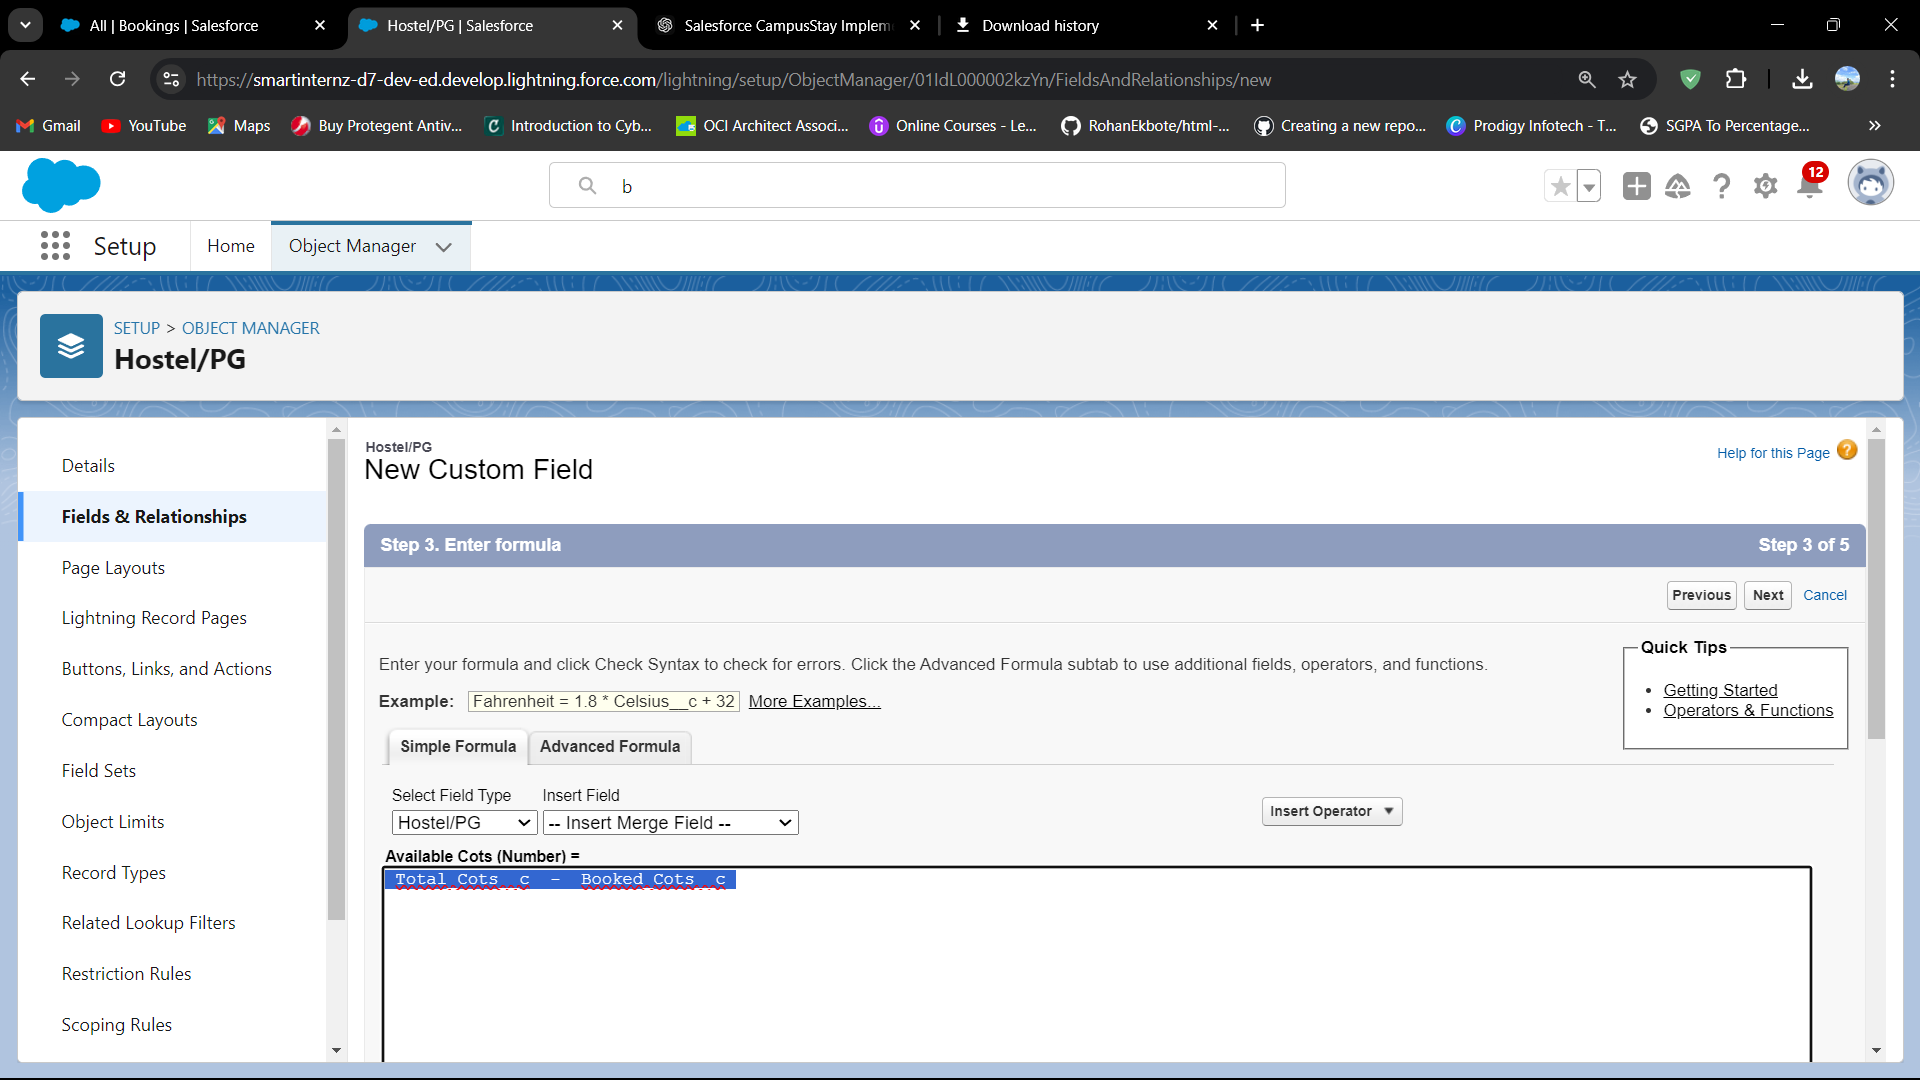 All | Bookings | Salesforce
Hostel/PG | Salesforce
Salesforce CampusStay Implem
Download history
https://smartinternz-d7-dev-ed.develop.lightning.force.com/lightning/setup/ObjectManager/01IdL000002kzYn/FieldsAndRelationships/new
Gmail
YouTube
Maps
Buy Protegent Antiv...
Introduction to Cyb...
OCI Architect Associ...
Online Courses - Le...
RohanEkbote/html-...
Creating a new repo...
Prodigy Infotech - T...
SGPA To Percentage...
b
12
Setup
Home
Object Manager
SETUP > OBJECT MANAGER
Hostel/PG
Details
Fields & Relationships
Page Layouts
Lightning Record Pages
Buttons, Links, and Actions
Compact Layouts
Field Sets
Object Limits
Record Types
Related Lookup Filters
Restriction Rules
Scoping Rules
Hostel/PG
New Custom Field
Help for this Page
Step 3. Enter formula
Step 3 of 5
Previous
Next
Cancel
Enter your formula and click Check Syntax to check for errors. Click the Advanced Formula subtab to use additional fields, operators, and functions.
Example: Fahrenheit = 1.8 * Celsius__c + 32 More Examples...
Quick Tips
• Getting Started
• Operators & Functions
Simple Formula
Advanced Formula
Select Field Type
Insert Field
Hostel/PG
-- Insert Merge Field --
Insert Operator
Available Cots (Number) =
Total_Cots__c - Booked_Cots__c